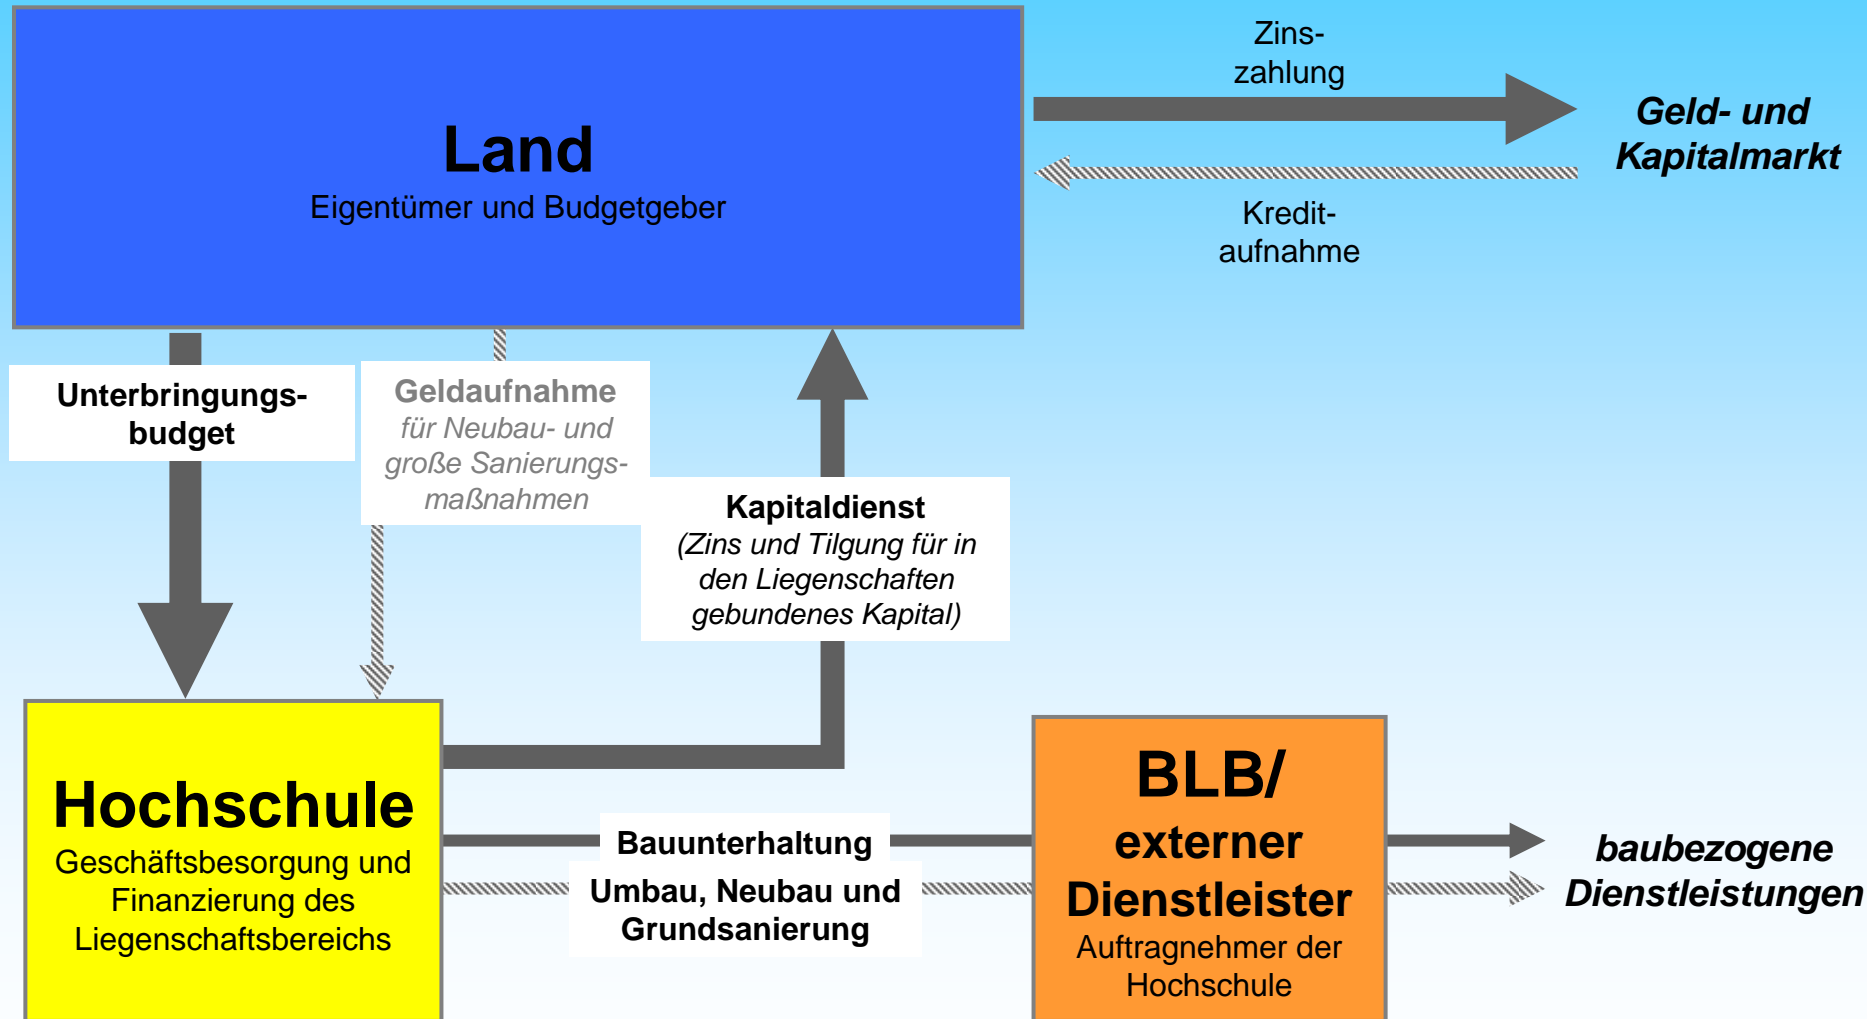 Land
Eigentümer und Budgetgeber
Zins-
zahlung
Geld- und
Kapitalmarkt
Kredit-
aufnahme
Unterbringungs-
budget
Geldaufnahme
für Neubau- und
große Sanierungs-
maßnahmen
Kapitaldienst
(Zins und Tilgung für in
den Liegenschaften
gebundenes Kapital)
Hochschule
Geschäftsbesorgung und
Finanzierung des
Liegenschaftsbereichs
Bauunterhaltung
Umbau, Neubau und
Grundsanierung
BLB/
externer
Dienstleister
Auftragnehmer der
Hochschule
baubezogene
Dienstleistungen